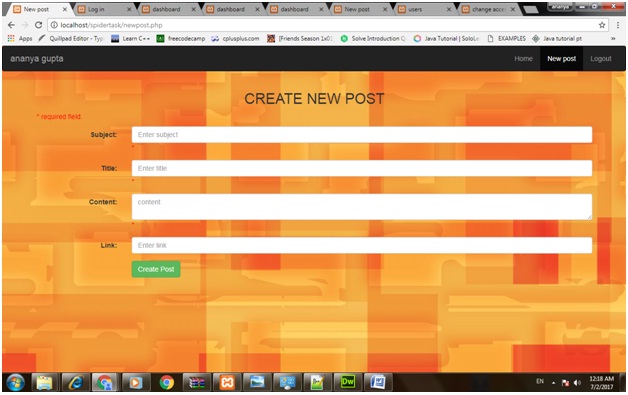 New post
Log in
dashboard
dashboard
dashboard
New post
users
change acce
ananya
localhost/spidertask/newpost.php
Apps
Quillpad Editor - Typ
Learn C++
freecodecamp
cplusplus.com
[Friends Season 1x01
Solve Introduction Q
Java Tutorial | SoloL
EXAMPLES
Java tutorial pt
ananya gupta
Home
New post
Logout
CREATE NEW POST
* required field
Subject:
Enter subject
*
Title:
Enter title
*
Content:
content
*
Link:
Enter link
Create Post
EN
12:18 AM
7/2/2017
Dw
W